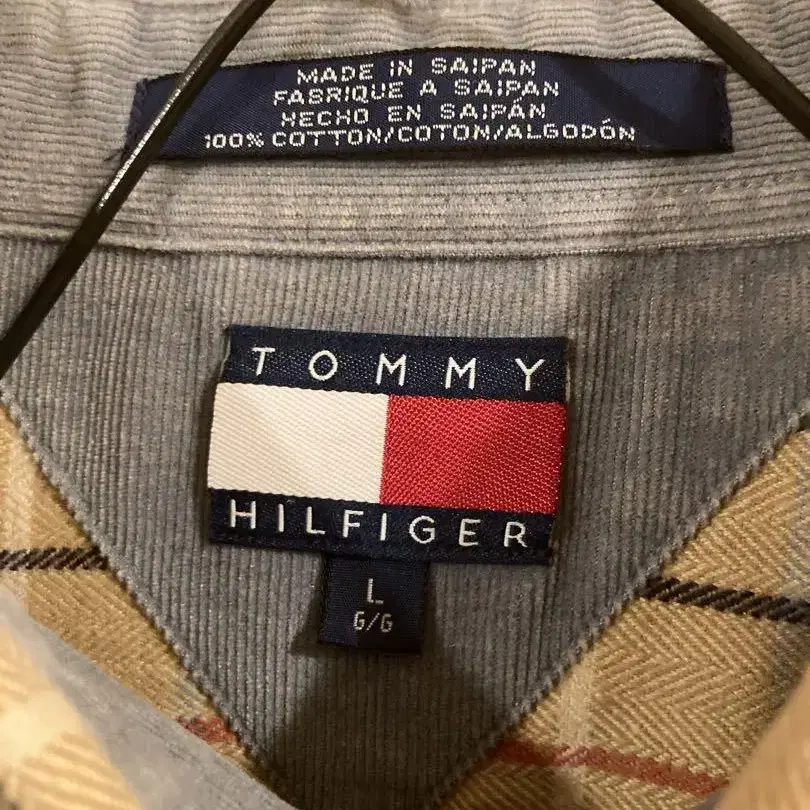 MADE IN SAIPAN
FABRIQUE A SAIPAN
HECHO EN SAIPÁN
100% COTTON/COTON/ALGODÓN
TOMMY
HILFIGER
L
G/G